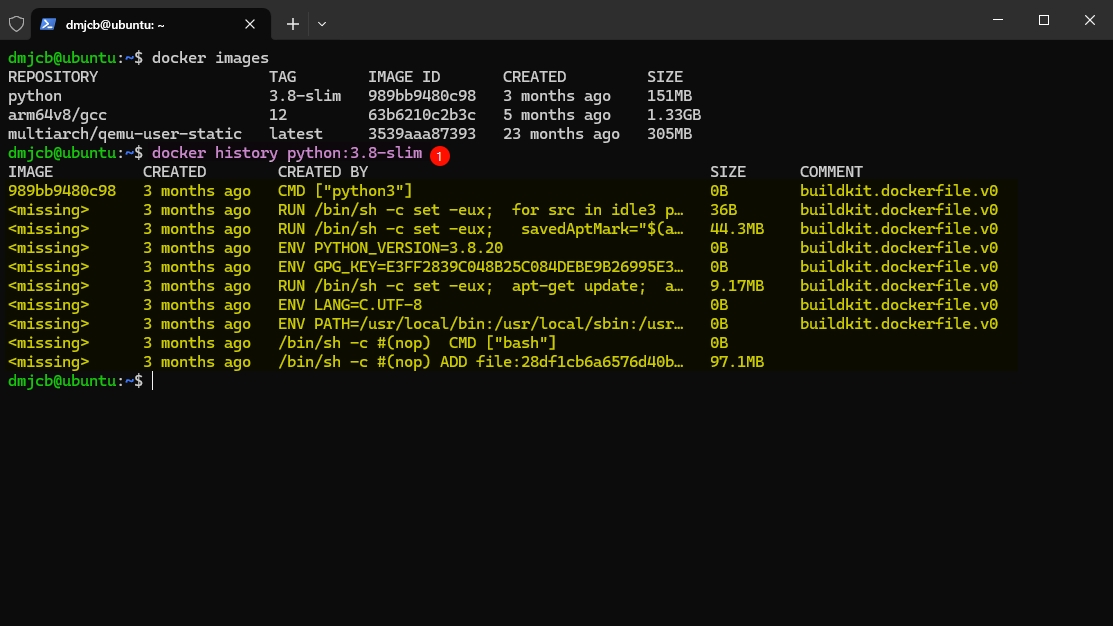 dmjcb@ubuntu: ~
dmjcb@ubuntu:~$ docker images
REPOSITORY                   TAG        IMAGE ID       CREATED         SIZE
python                       3.8-slim   989bb9480c98   3 months ago    151MB
arm64v8/gcc                  12         63b6210c2b3c   5 months ago    1.33GB
multiarch/qemu-user-static   latest     3539aaa87393   23 months ago   305MB
dmjcb@ubuntu:~$ docker history python:3.8-slim 1
IMAGE          CREATED        CREATED BY                                      SIZE      COMMENT
989bb9480c98   3 months ago   CMD ["python3"]                                 0B        buildkit.dockerfile.v0
<missing>      3 months ago   RUN /bin/sh -c set -eux;  for src in idle3 p…   36B       buildkit.dockerfile.v0
<missing>      3 months ago   RUN /bin/sh -c set -eux;   savedAptMark="$(a…   44.3MB    buildkit.dockerfile.v0
<missing>      3 months ago   ENV PYTHON_VERSION=3.8.20                       0B        buildkit.dockerfile.v0
<missing>      3 months ago   ENV GPG_KEY=E3FF2839C048B25C084DEBE9B26995E3…   0B        buildkit.dockerfile.v0
<missing>      3 months ago   RUN /bin/sh -c set -eux;  apt-get update;  a…   9.17MB    buildkit.dockerfile.v0
<missing>      3 months ago   ENV LANG=C.UTF-8                                0B        buildkit.dockerfile.v0
<missing>      3 months ago   ENV PATH=/usr/local/bin:/usr/local/sbin:/usr…   0B        buildkit.dockerfile.v0
<missing>      3 months ago   /bin/sh -c #(nop)  CMD ["bash"]                 0B
<missing>      3 months ago   /bin/sh -c #(nop) ADD file:28df1cb6a6576d40b…   97.1MB
dmjcb@ubuntu:~$